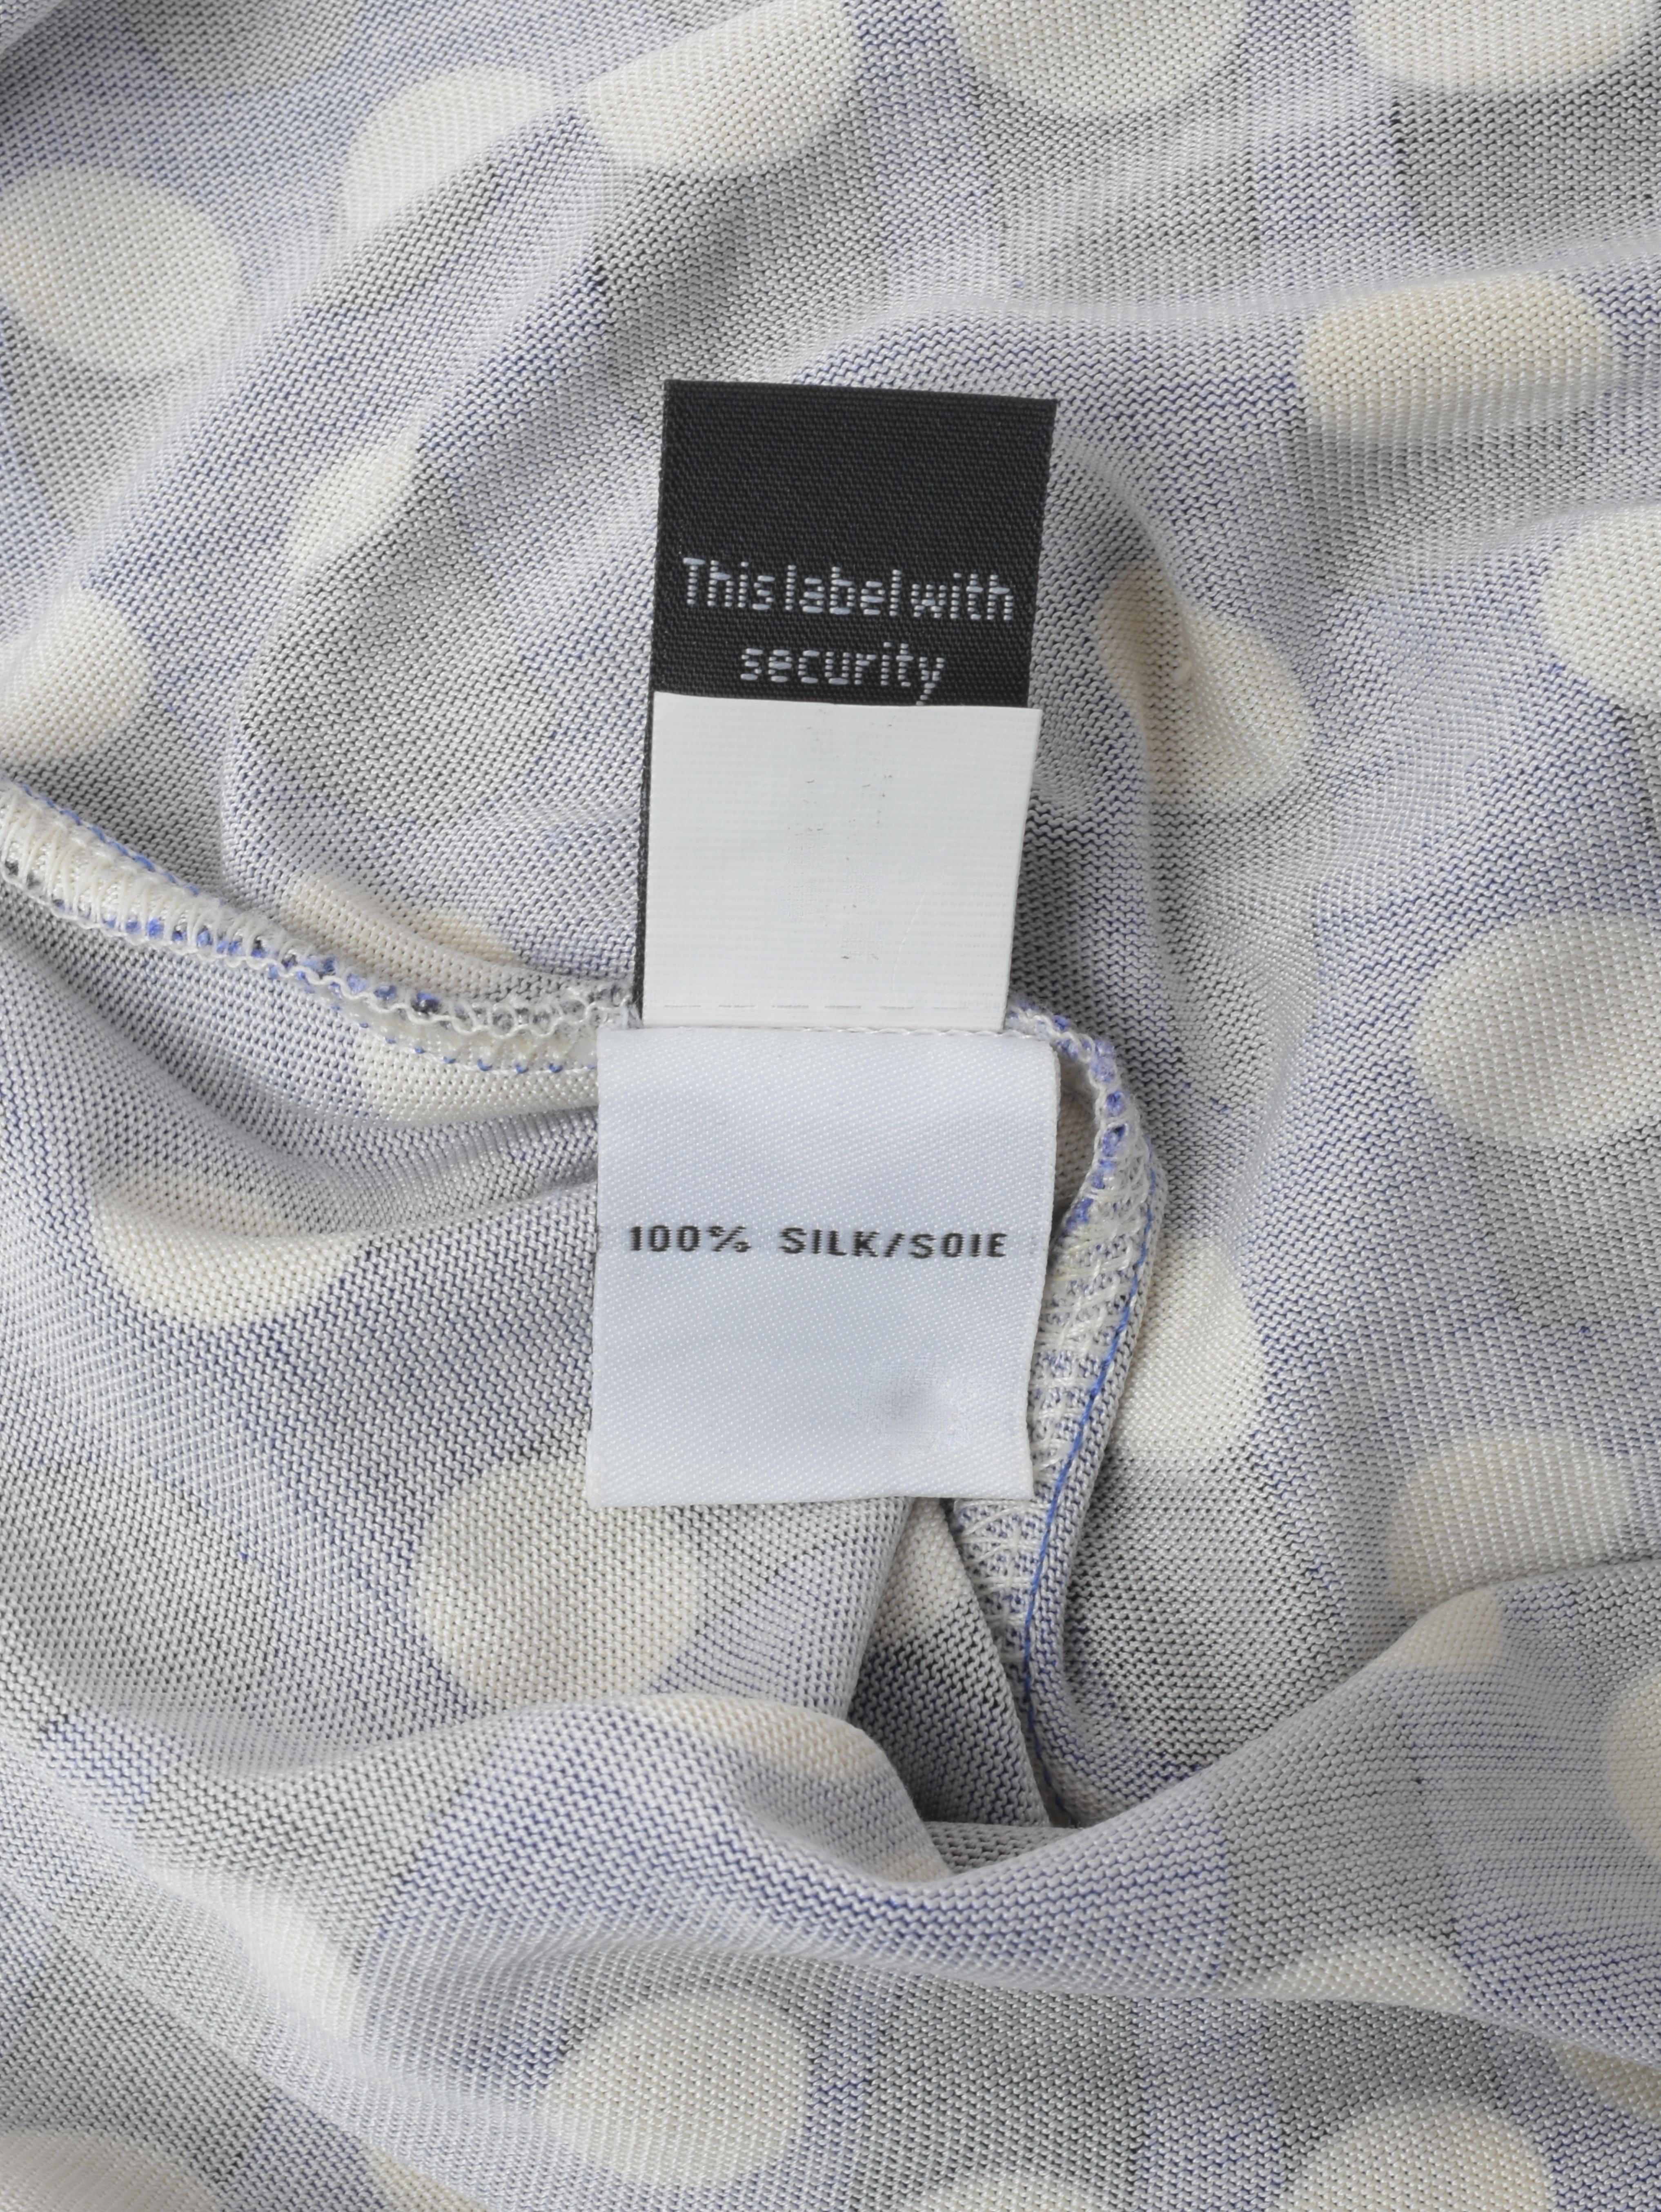 This label with
security
100% SILK/SOIE